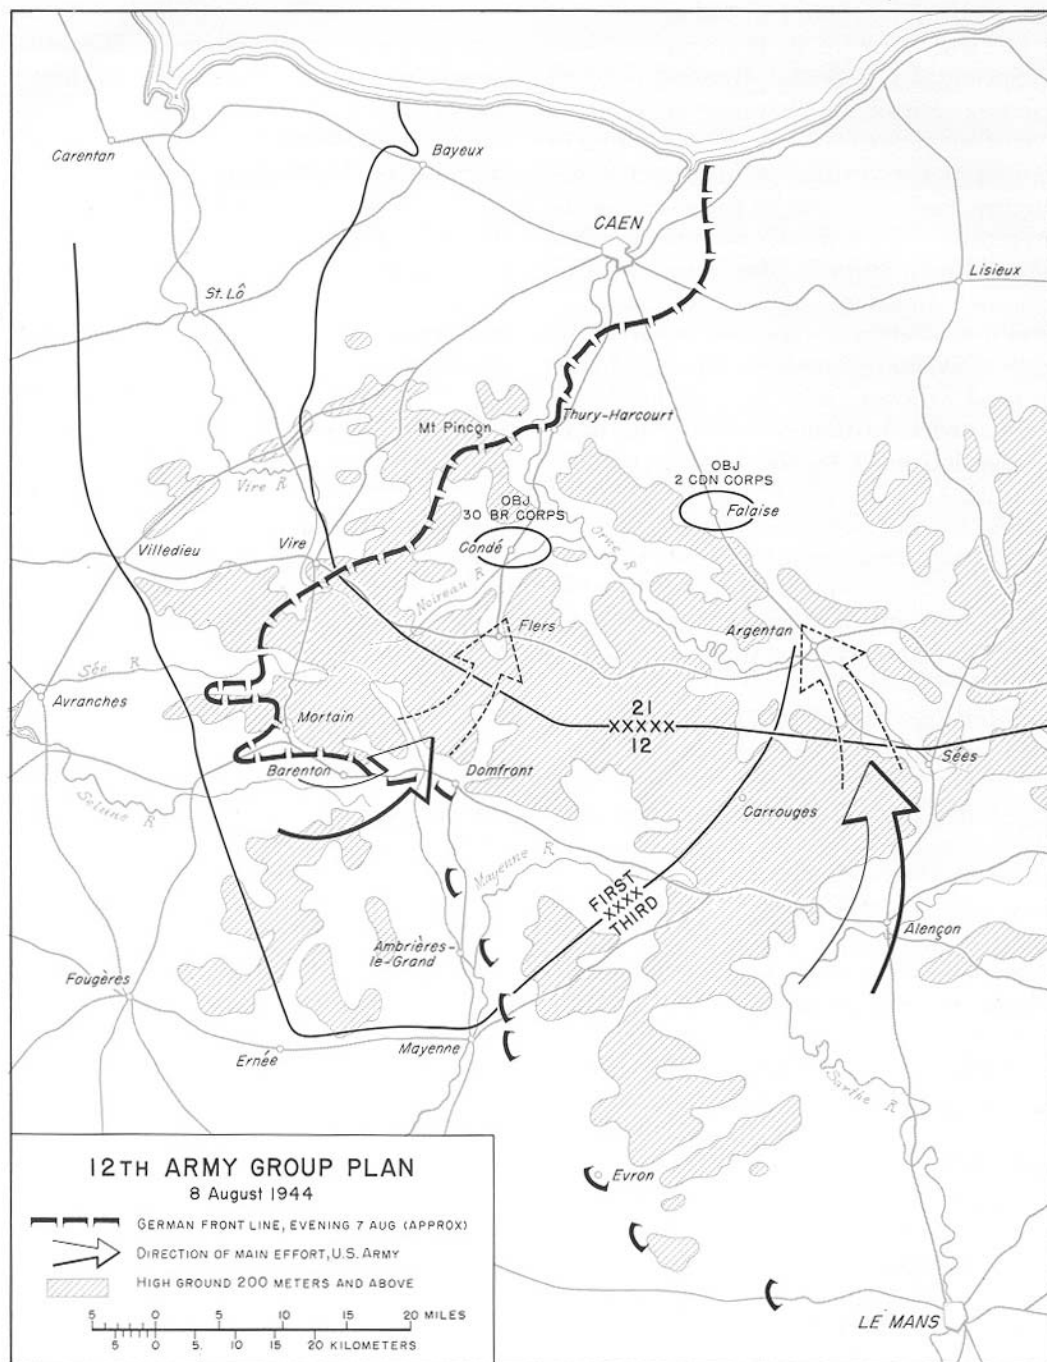 Carentan
Bayeux
CAEN
St. Lô
Lisieux
Thury-Harcourt
Mt Pinçon
Vire R
OBJ
2 CDN CORPS
OBJ
30 BR CORPS
Falaise
Villedieu
Vire
Condé
Orne R
Noireau R
Flers
Argentan
Sée R
Avranches
Mortain
21
XXXXX
12
Sées
Barenton
Domfront
Selune R
Carrouges
Mayenne R
FIRST
XXXX
THIRD
Alençon
Ambrières-
le-Grand
Fougères
Ernée
Mayenne
Sarthe R
Evron
LE MANS
12TH ARMY GROUP PLAN
8 August 1944
GERMAN FRONT LINE, EVENING 7 AUG (APPROX)
DIRECTION OF MAIN EFFORT, U.S. ARMY
HIGH GROUND 200 METERS AND ABOVE
5 0 5 10 15 20 MILES
5 0 5. 10 15 20 KILOMETERS